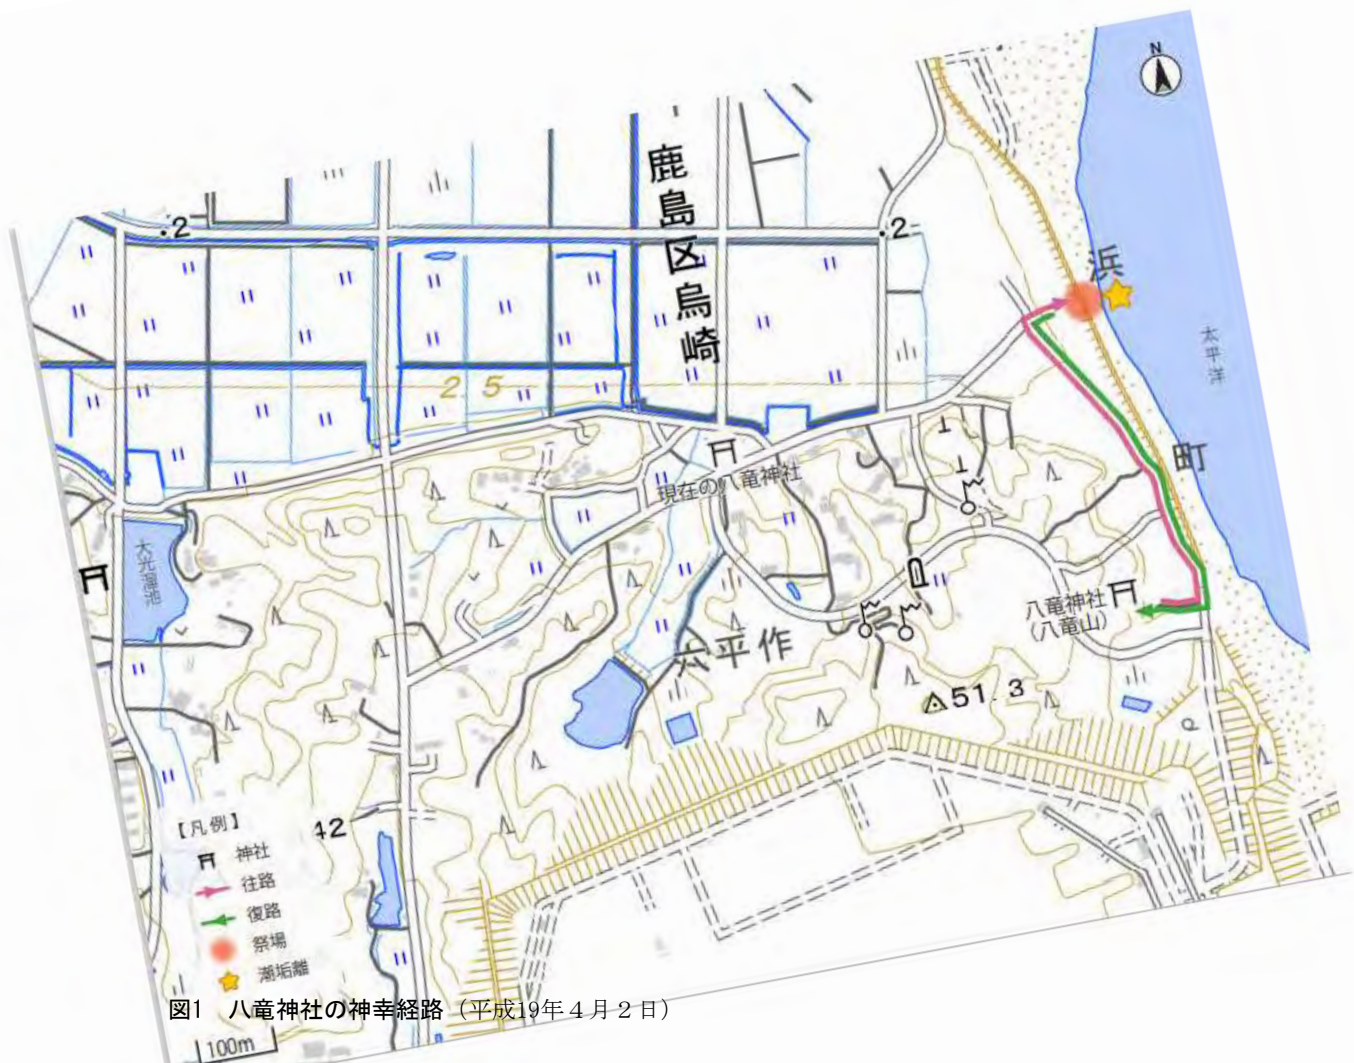 N
鹿島区烏崎
2
2
浜
太平洋
25
町
現在の八竜神社
大光溜池
八竜神社
(八竜山)
六平作
51.3
42
【凡例】
神社
往路
復路
祭場
潮垢離
図1 八竜神社の神幸経路(平成19年4月2日)
100m